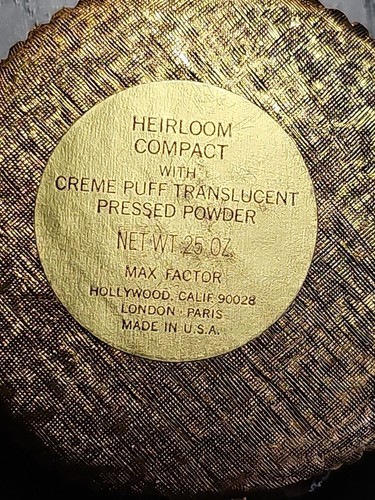 HEIRLOOM
COMPACT
WITH
CREME PUFF TRANSLUCENT
PRESSED POWDER
NET WT .25 OZ.
MAX FACTOR
HOLLYWOOD, CALIF 90028
LONDON · PARIS
MADE IN U.S.A.